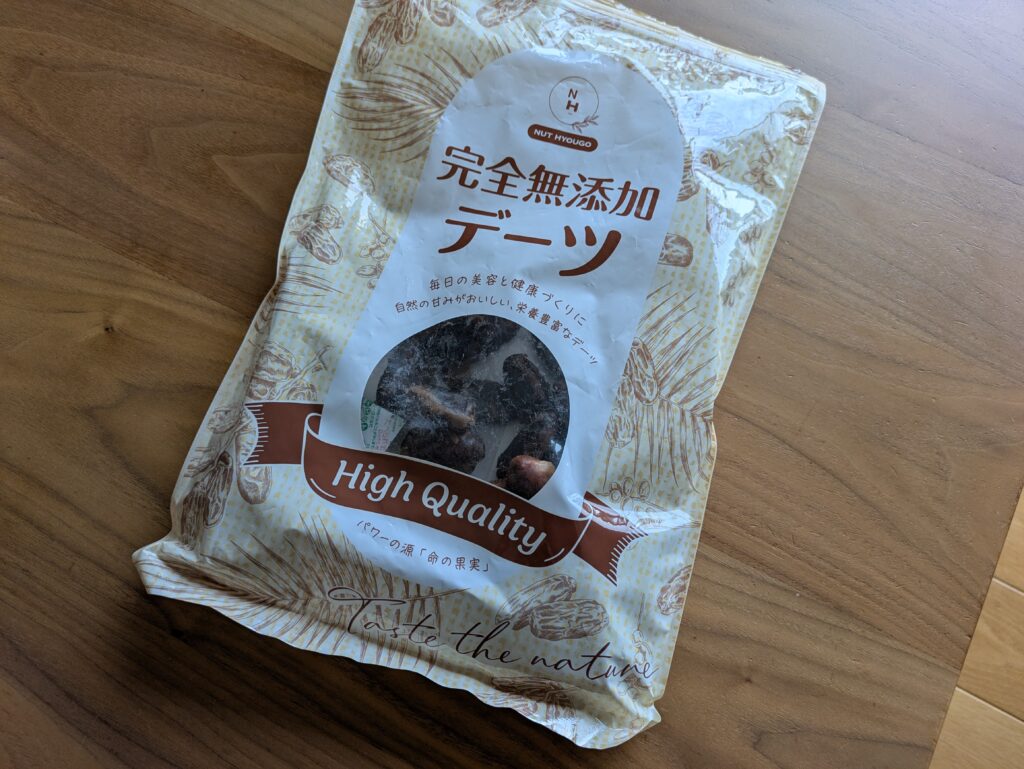 N
H
NUT HYOUGO
完全無添加
デーツ
毎日の美容と健康づくりに
自然の甘みがおいしい、栄養豊富なデーツ
High Quality
パワーの源「命の果実」
Taste the nature